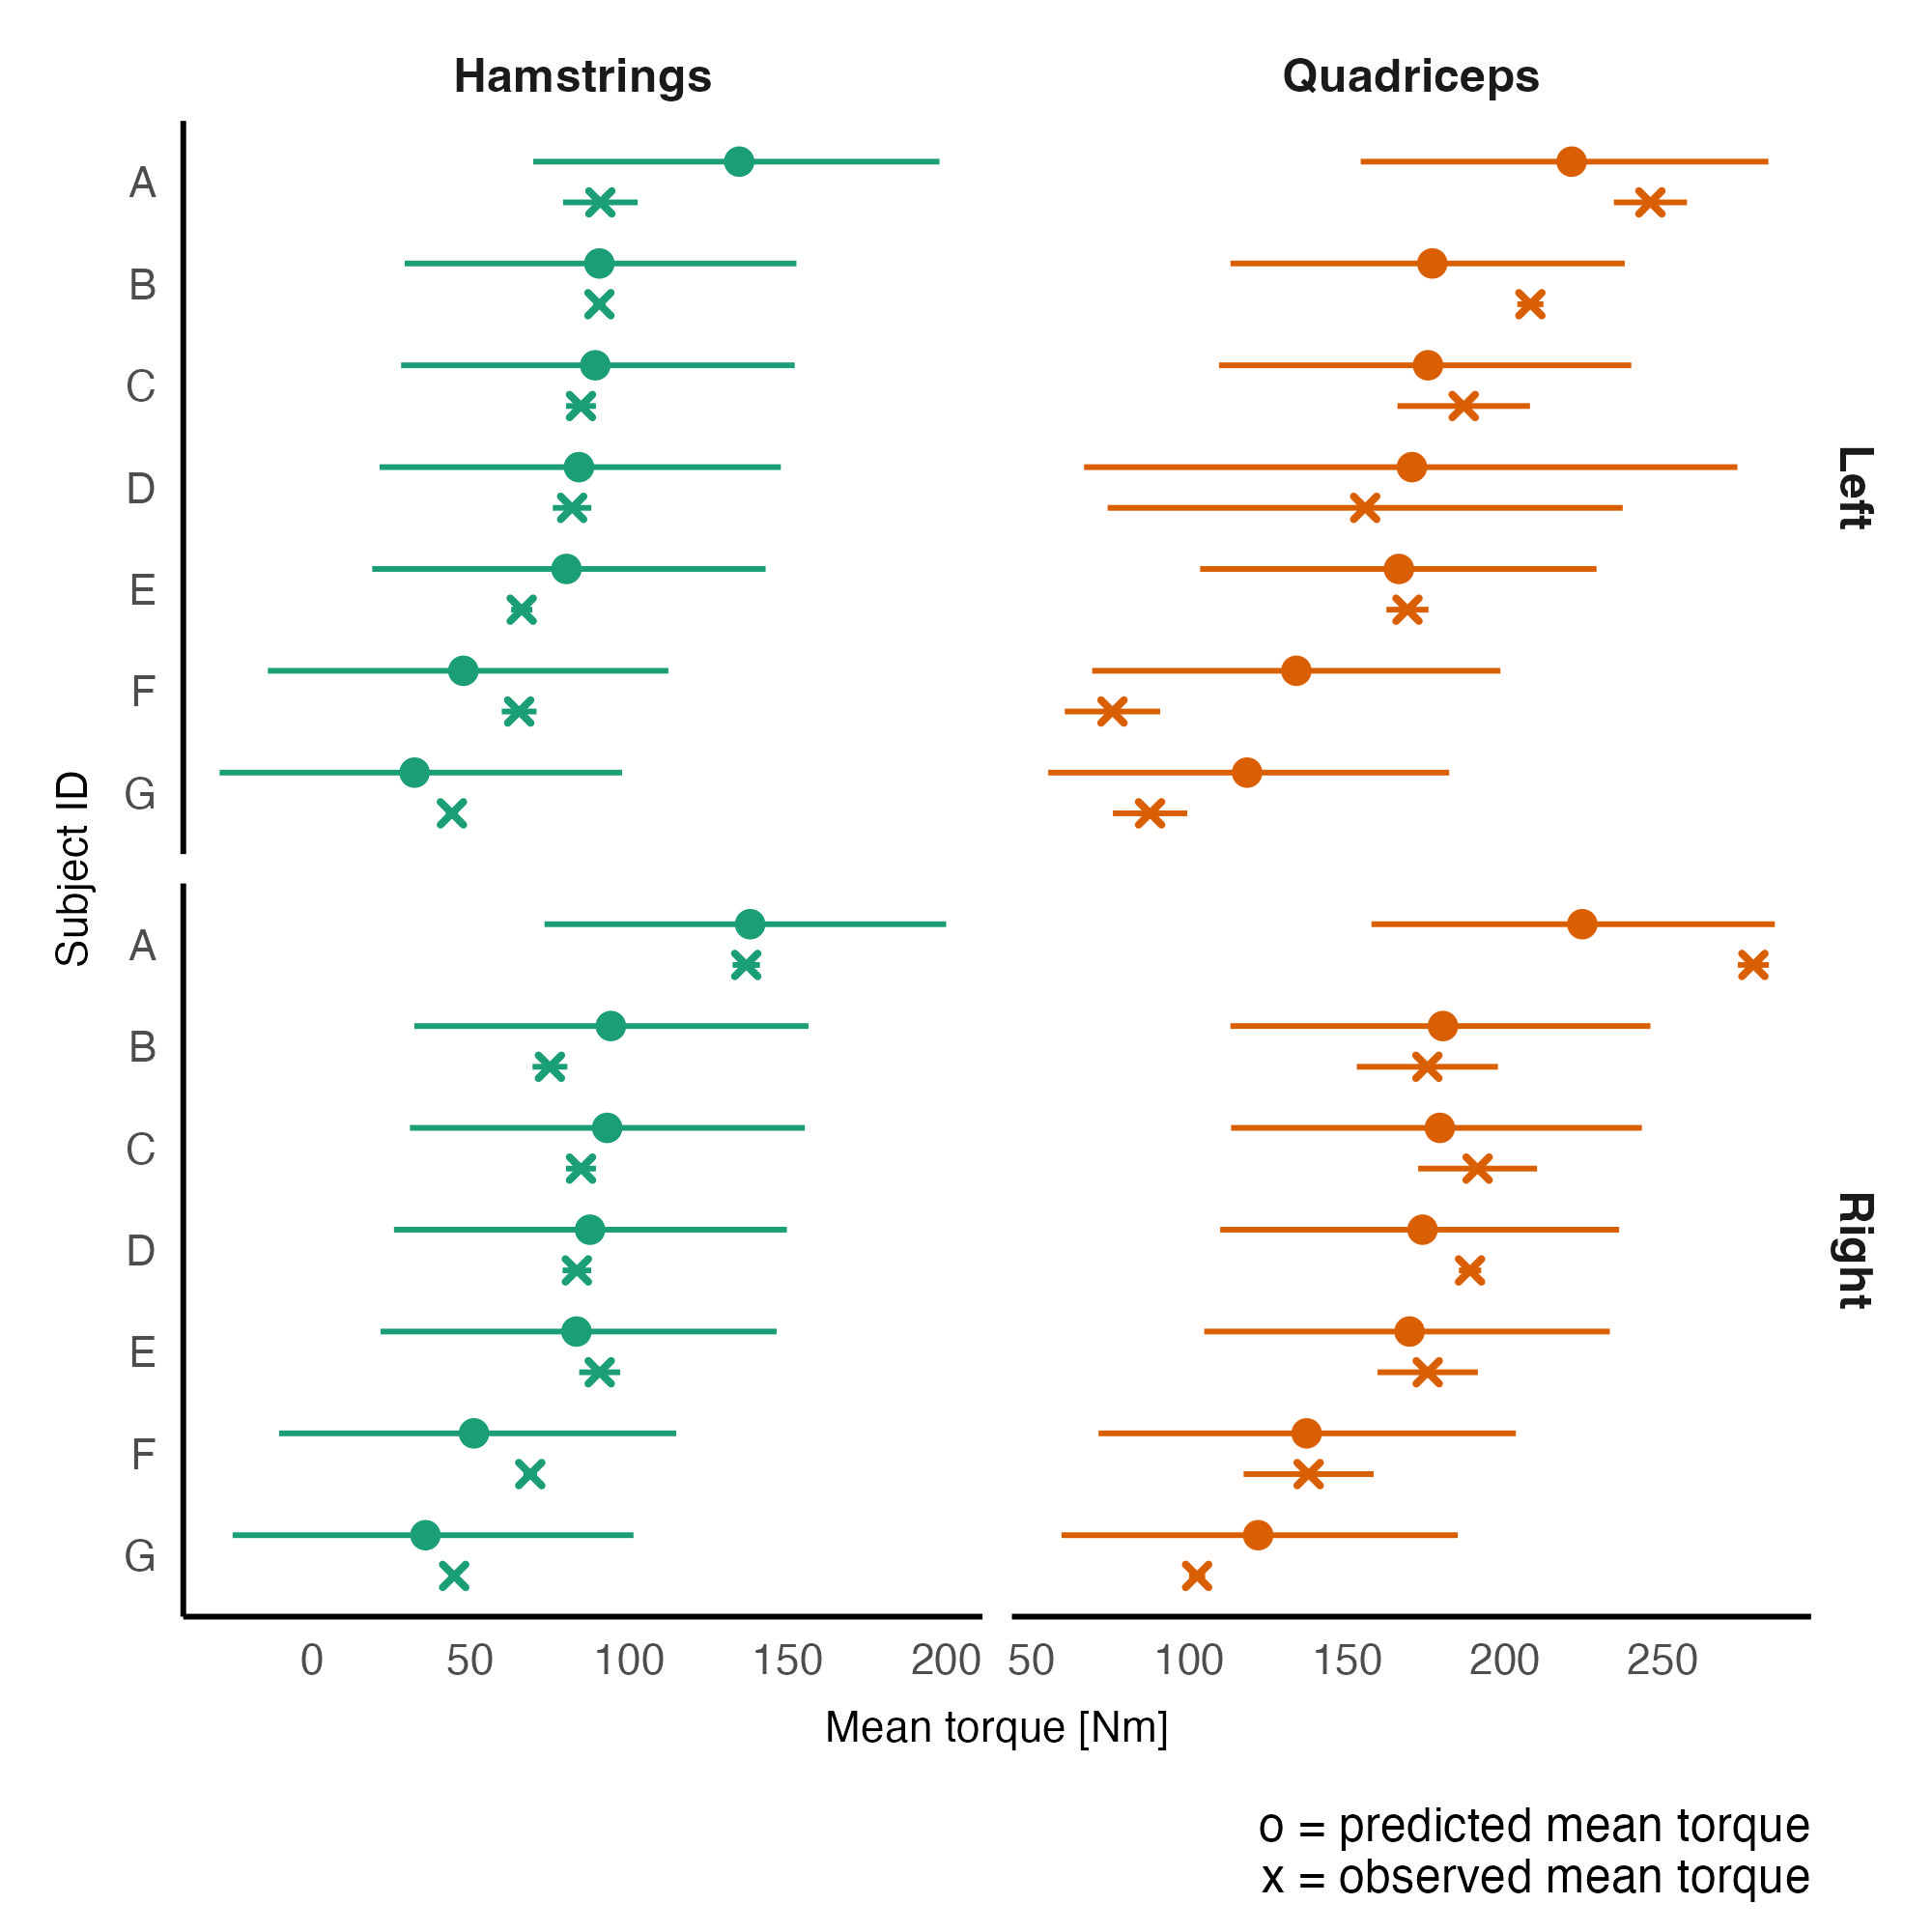 Hamstrings
Quadriceps
A
B
C
D
E
F
G
Left
Subject ID
A
B
C
D
E
F
G
Right
0 50 100 150 200
50 100 150 200 250
Mean torque [Nm]
o = predicted mean torque
x = observed mean torque